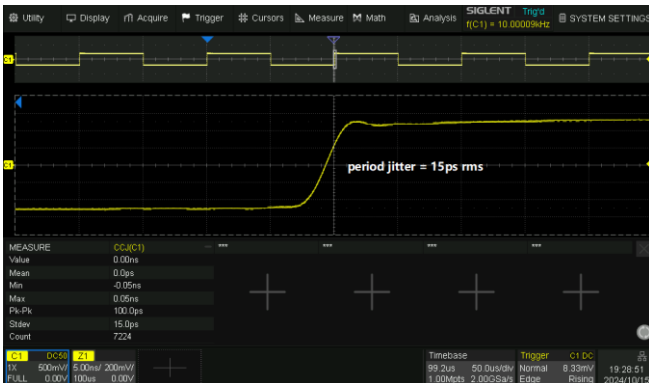 Utility Display Acquire Trigger Cursors Measure Math Analysis SIGLENT Trig'd SYSTEM SETTINGS
f(C1) = 10.00009kHz
C1
C1
period jitter = 15ps rms
MEASURE CCJ(C1) *** *** *** ***
Value 0.00ns
Mean 0.0ps
Min -0.05ns
Max 0.05ns
Pk-Pk 100.0ps
Stdev 15.0ps
Count 7224
C1 DC50 Z1 Timebase Trigger C1 DC
1X 500mV/ 5.00ns/ 200mV/ 99.2us 50.0us/div Normal 8.33mV 19:28:51
FULL 0.00V 100us 0.00V 1.00Mpts 2.00GSa/s Edge Rising 2024/10/15